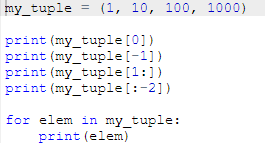 my_tuple = (1, 10, 100, 1000)
print(my_tuple[0])
print(my_tuple[-1])
print(my_tuple[1:])
print(my_tuple[:-2])
for elem in my_tuple:
    print(elem)